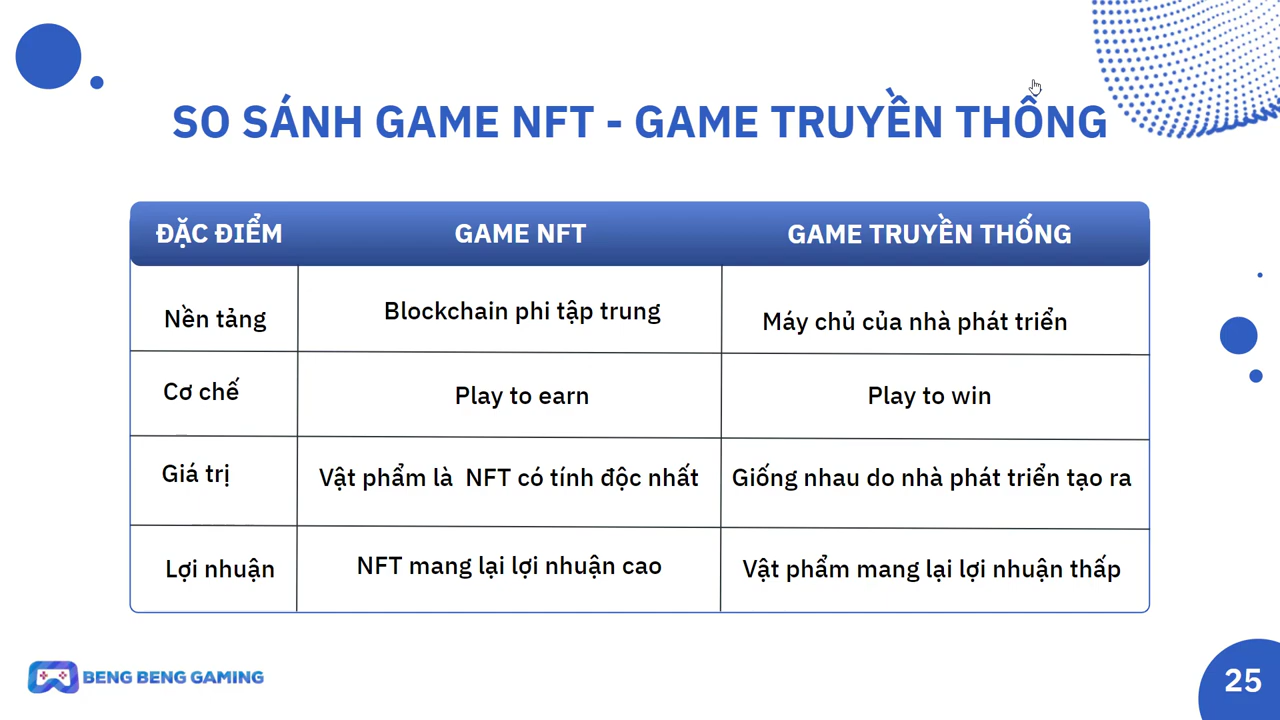 SO SÁNH GAME NFT - GAME TRUYỀN THỐNG
ĐẶC ĐIỂM GAME NFT GAME TRUYỀN THỐNG
Nền tảng Blockchain phi tập trung Máy chủ của nhà phát triển
Cơ chế Play to earn Play to win
Giá trị Vật phẩm là NFT có tính độc nhất Giống nhau do nhà phát triển tạo ra
Lợi nhuận NFT mang lại lợi nhuận cao Vật phẩm mang lại lợi nhuận thấp
BENG BENG GAMING
25